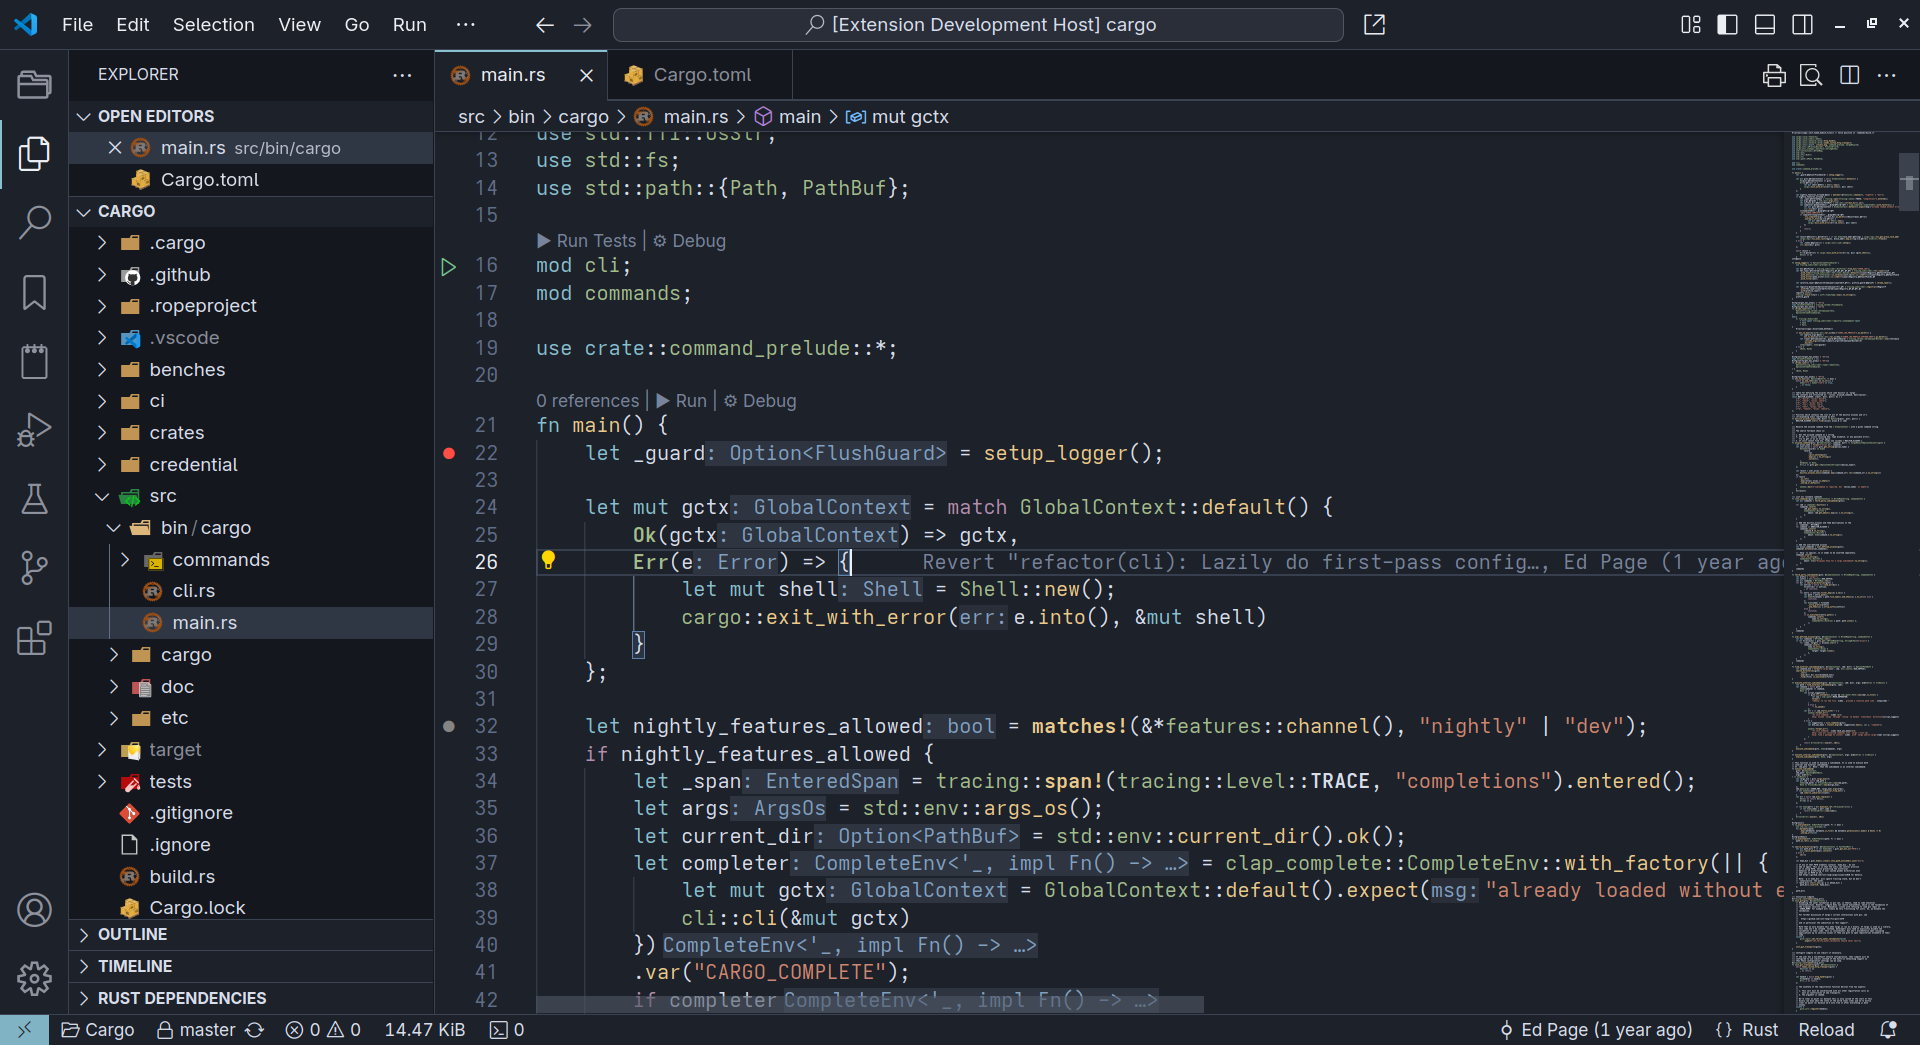 File Edit Selection View Go Run ···
[Extension Development Host] cargo
EXPLORER
OPEN EDITORS
main.rs src/bin/cargo
Cargo.toml
CARGO
.cargo
.github
.ropeproject
.vscode
benches
ci
crates
credential
src
bin / cargo
commands
cli.rs
main.rs
cargo
doc
etc
target
tests
.gitignore
.ignore
build.rs
Cargo.lock
OUTLINE
TIMELINE
RUST DEPENDENCIES
main.rs
Cargo.toml
src > bin > cargo > main.rs > main > mut gctx
12 use std::ffi::OsStr;
13 use std::fs;
14 use std::path::{Path, PathBuf};
15
Run Tests | Debug
16 mod cli;
17 mod commands;
18
19 use crate::command_prelude::*;
20
0 references | Run | Debug
21 fn main() {
22 let _guard: Option<FlushGuard> = setup_logger();
23
24 let mut gctx: GlobalContext = match GlobalContext::default() {
25 Ok(gctx: GlobalContext) => gctx,
26 Err(e: Error) => { Revert "refactor(cli): Lazily do first-pass config…, Ed Page (1 year ago
27 let mut shell: Shell = Shell::new();
28 cargo::exit_with_error(err: e.into(), &mut shell)
29 }
30 };
31
32 let nightly_features_allowed: bool = matches!(&*features::channel(), "nightly" | "dev");
33 if nightly_features_allowed {
34 let _span: EnteredSpan = tracing::span!(tracing::Level::TRACE, "completions").entered();
35 let args: ArgsOs = std::env::args_os();
36 let current_dir: Option<PathBuf> = std::env::current_dir().ok();
37 let completer: CompleteEnv<'_, impl Fn() -> …> = clap_complete::CompleteEnv::with_factory(|| {
38 let mut gctx: GlobalContext = GlobalContext::default().expect(msg: "already loaded without e
39 cli::cli(&mut gctx)
40 }) CompleteEnv<'_, impl Fn() -> …>
41 .var("CARGO_COMPLETE");
42 if completer CompleteEnv<'_, impl Fn() -> …>
Cargo master 0 0 14.47 KiB 0 Ed Page (1 year ago) {} Rust Reload